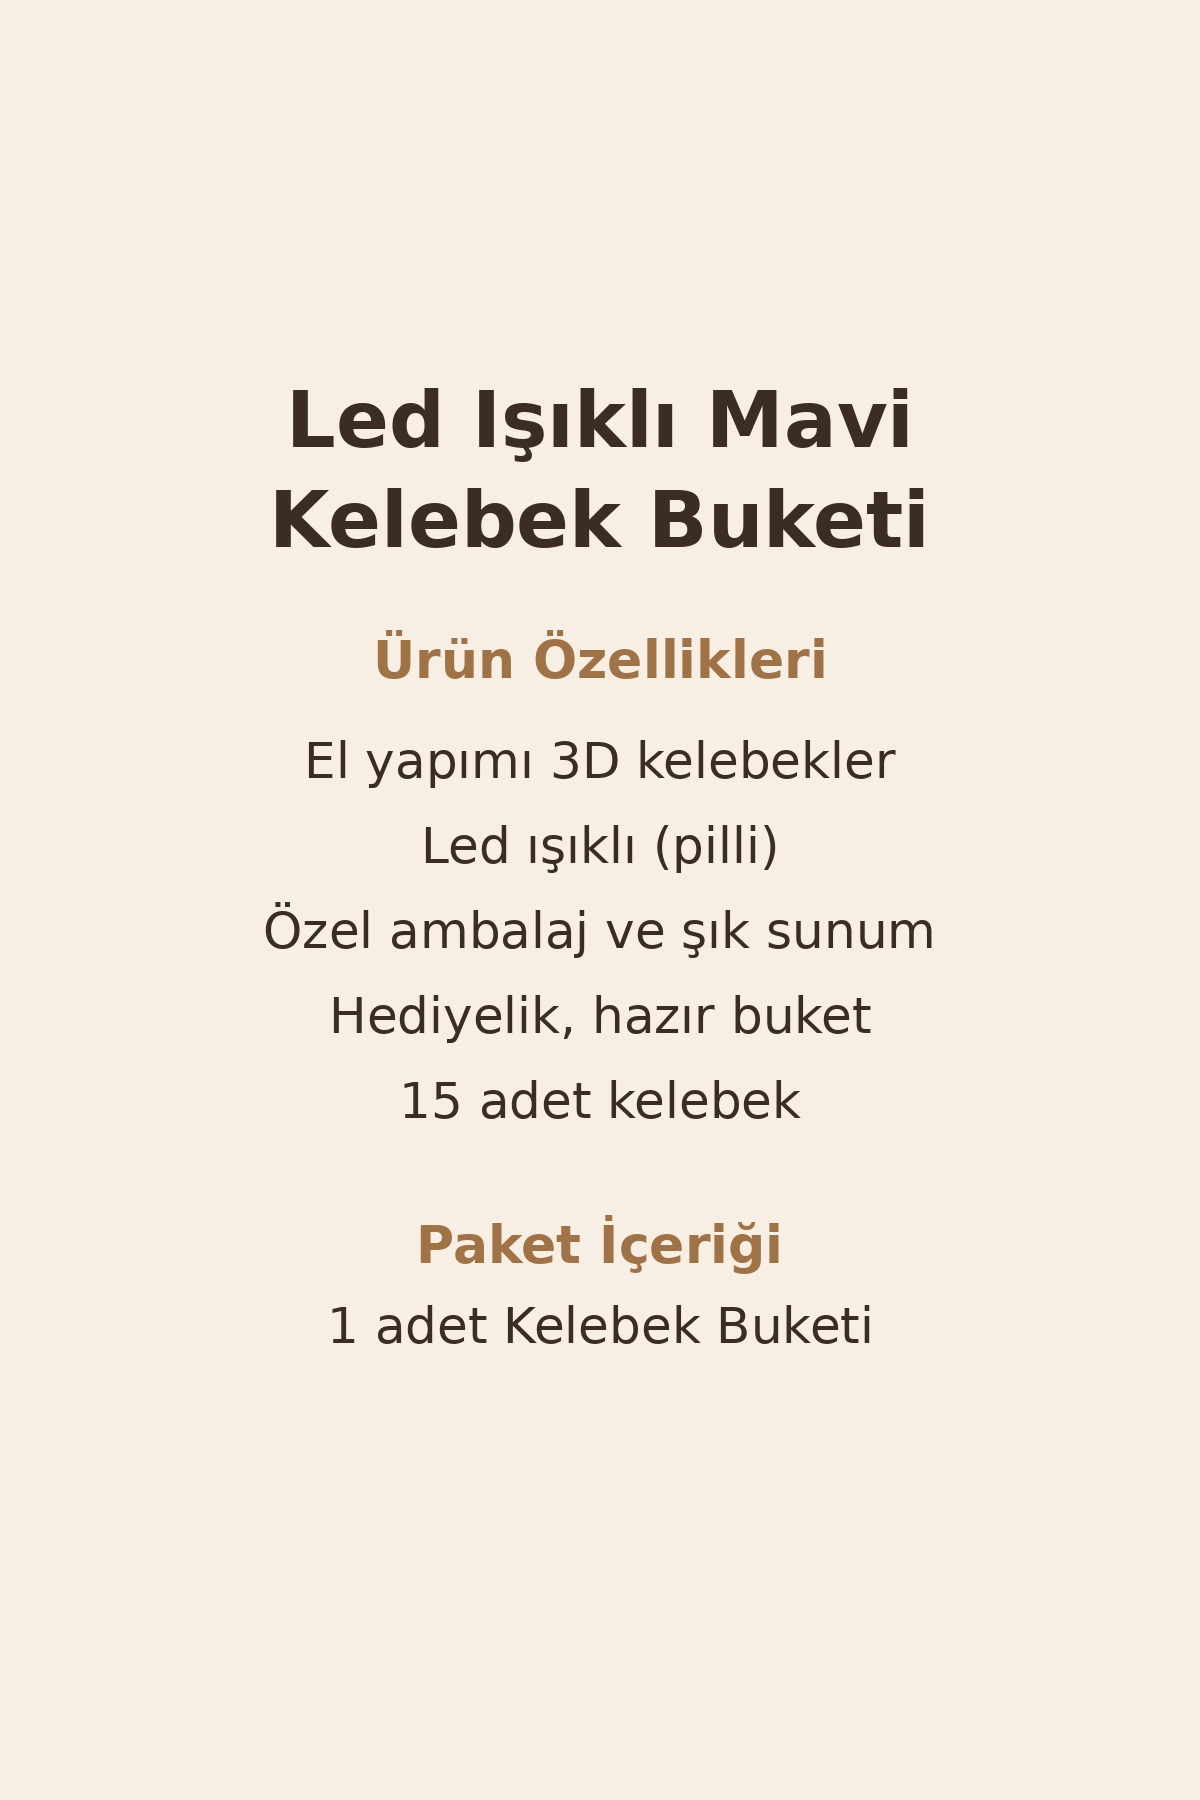 Led Işıklı Mavi
Kelebek Buketi
Ürün Özellikleri
El yapımı 3D kelebekler
Led ışıklı (pilli)
Özel ambalaj ve şık sunum
Hediyelik, hazır buket
15 adet kelebek
Paket İçeriği
1 adet Kelebek Buketi